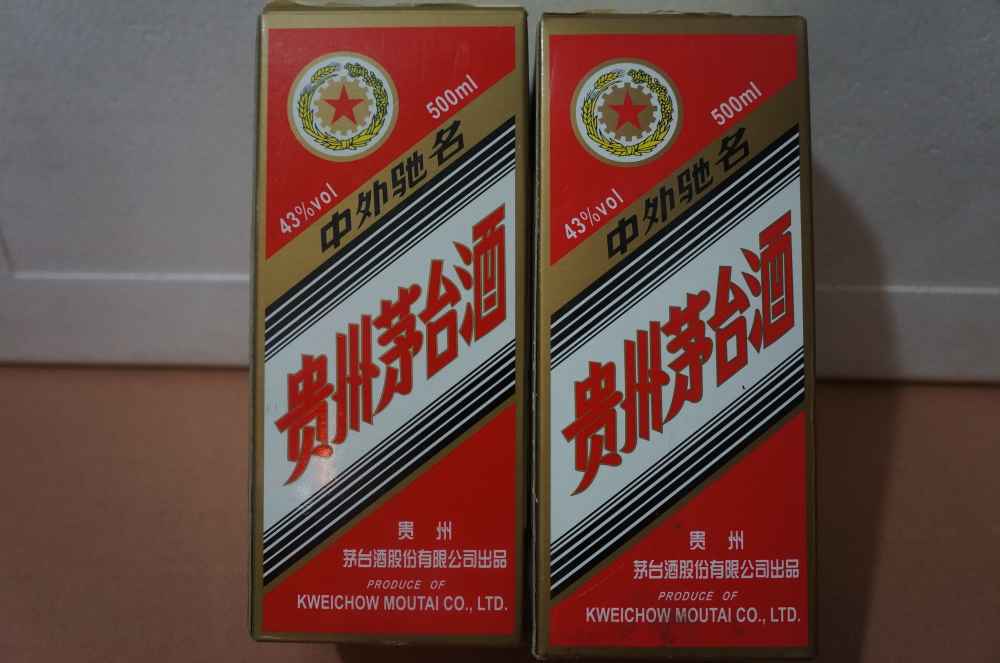 500ml
43%vol
中外驰名
贵州茅台酒
贵州
茅台酒股份有限公司出品
PRODUCE OF
KWEICHOW MOUTAI CO., LTD.
500ml
43%vol
中外驰名
贵州茅台酒
贵州
茅台酒股份有限公司出品
PRODUCE OF
KWEICHOW MOUTAI CO., LTD.